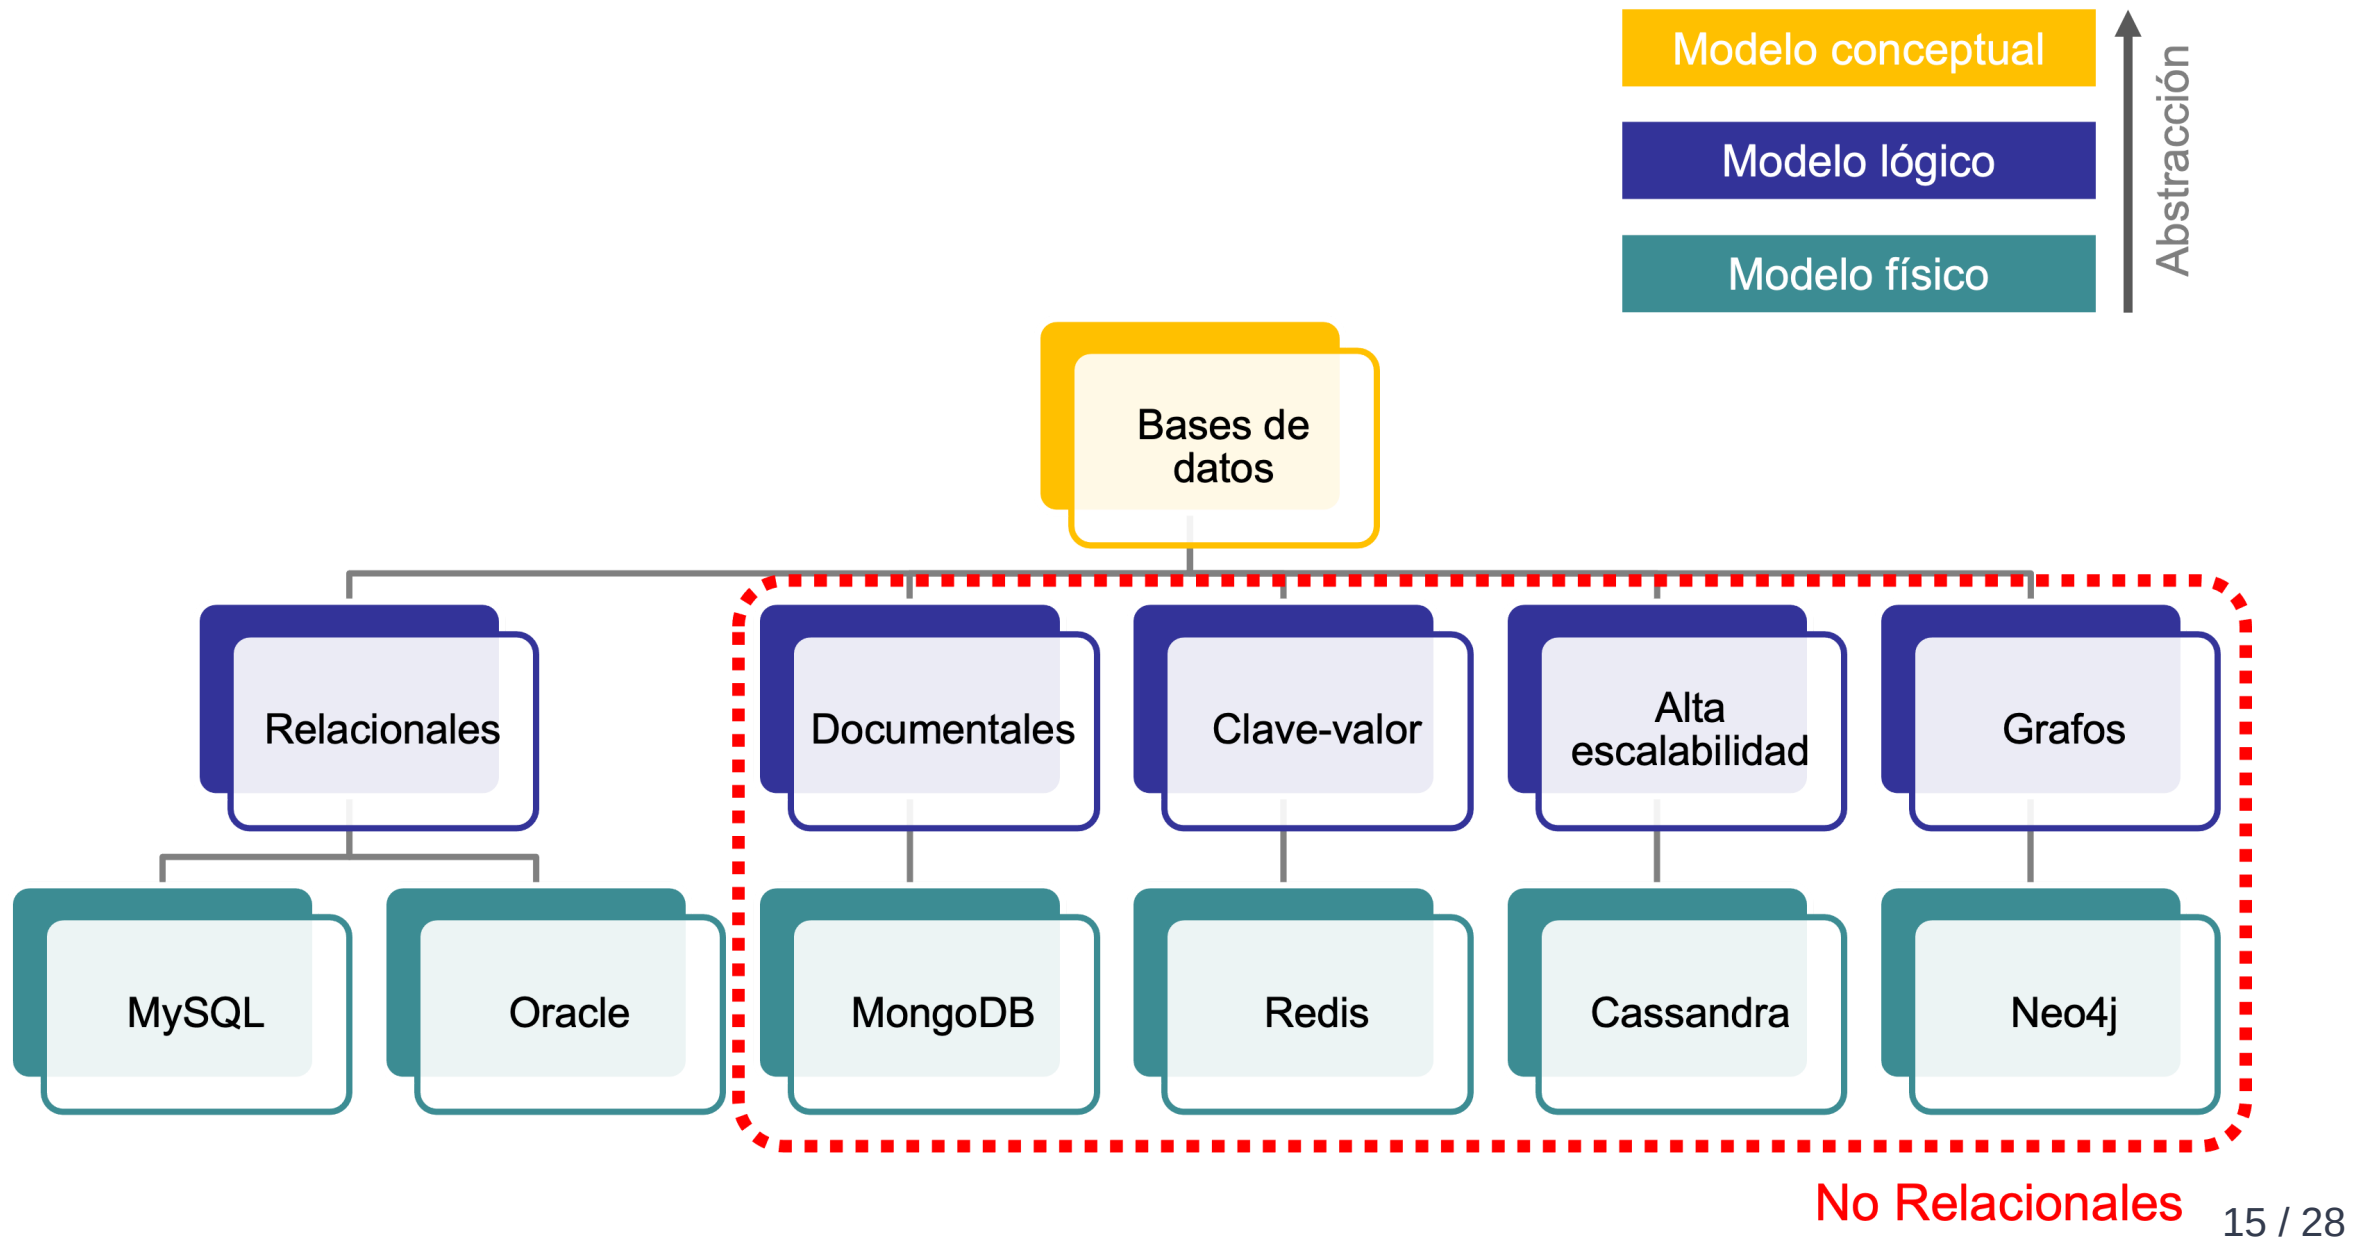 Modelo conceptual
Modelo lógico
Modelo físico
Abstracción
Bases de
datos
Relacionales
Documentales
Clave-valor
Alta
escalabilidad
Grafos
MySQL
Oracle
MongoDB
Redis
Cassandra
Neo4j
No Relacionales
15 / 28